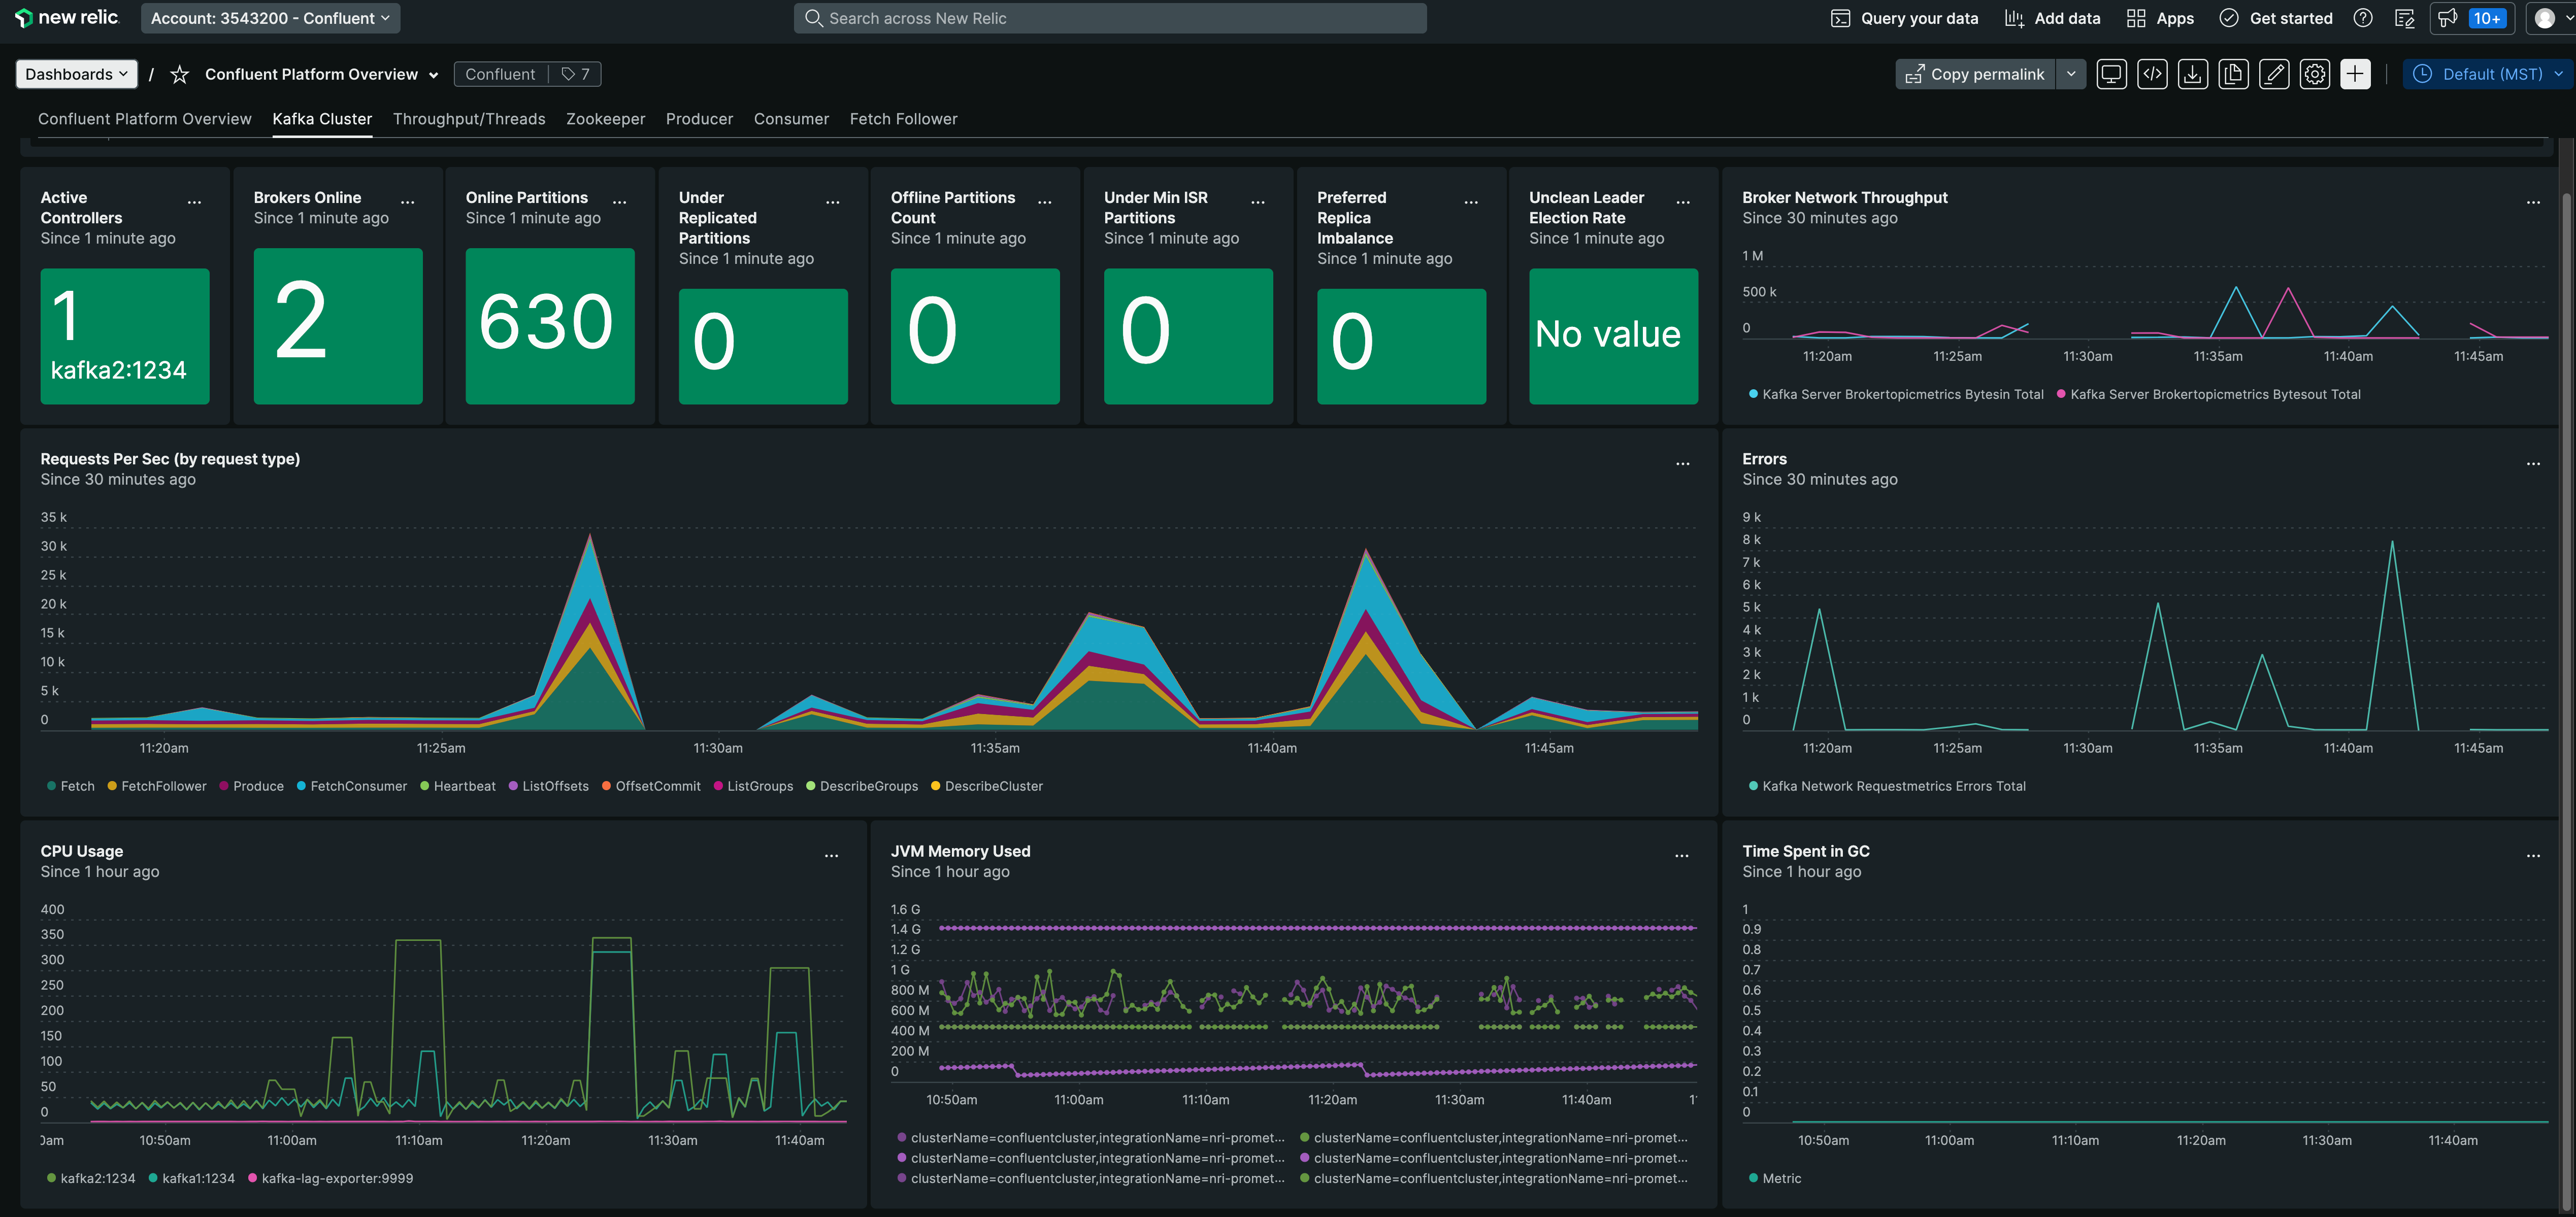 new relic
Account: 3543200 - Confluent
Search across New Relic
Query your data
Add data
Apps
Get started
10+
Dashboards
/
Confluent Platform Overview
Confluent
7
Copy permalink
Default (MST)
Confluent Platform Overview
Kafka Cluster
Throughput/Threads
Zookeeper
Producer
Consumer
Fetch Follower
Active
Controllers
Since 1 minute ago
1
kafka2:1234
Brokers Online
Since 1 minute ago
2
Online Partitions
Since 1 minute ago
630
Under
Replicated
Partitions
Since 1 minute ago
0
Offline Partitions
Count
Since 1 minute ago
0
Under Min ISR
Partitions
Since 1 minute ago
0
Preferred
Replica
Imbalance
Since 1 minute ago
0
Unclean Leader
Election Rate
Since 1 minute ago
No value
Broker Network Throughput
Since 30 minutes ago
1 M
500 k
0
11:20am
11:25am
11:30am
11:35am
11:40am
11:45am
Kafka Server Brokertopicmetrics Bytesin Total
Kafka Server Brokertopicmetrics Bytesout Total
Requests Per Sec (by request type)
Since 30 minutes ago
35 k
30 k
25 k
20 k
15 k
10 k
5 k
0
11:20am
11:25am
11:30am
11:35am
11:40am
11:45am
Fetch
FetchFollower
Produce
FetchConsumer
Heartbeat
ListOffsets
OffsetCommit
ListGroups
DescribeGroups
DescribeCluster
Errors
Since 30 minutes ago
9 k
8 k
7 k
6 k
5 k
4 k
3 k
2 k
1 k
0
11:20am
11:25am
11:30am
11:35am
11:40am
11:45am
Kafka Network Requestmetrics Errors Total
CPU Usage
Since 1 hour ago
400
350
300
250
200
150
100
50
0
10:50am
11:00am
11:10am
11:20am
11:30am
11:40am
kafka2:1234
kafka1:1234
kafka-lag-exporter:9999
JVM Memory Used
Since 1 hour ago
1.6 G
1.4 G
1.2 G
1 G
800 M
600 M
400 M
200 M
0
10:50am
11:00am
11:10am
11:20am
11:30am
11:40am
clusterName=confluentcluster,integrationName=nri-promet...
clusterName=confluentcluster,integrationName=nri-promet...
clusterName=confluentcluster,integrationName=nri-promet...
clusterName=confluentcluster,integrationName=nri-promet...
clusterName=confluentcluster,integrationName=nri-promet...
clusterName=confluentcluster,integrationName=nri-promet...
Time Spent in GC
Since 1 hour ago
1
0.9
0.8
0.7
0.6
0.5
0.4
0.3
0.2
0.1
0
10:50am
11:00am
11:10am
11:20am
11:30am
11:40am
Metric